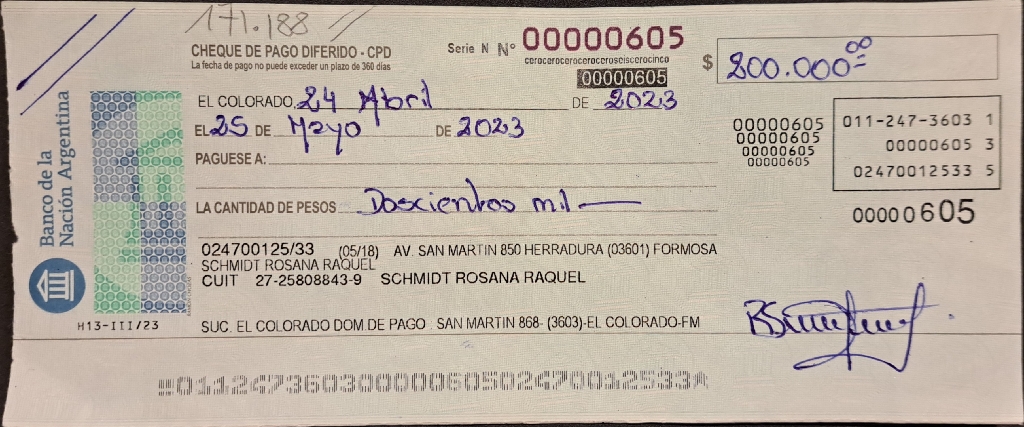 171.188
CHEQUE DE PAGO DIFERIDO - CPD
La fecha de pago no puede exceder un plazo de 360 días
Serie N Nº 00000605
cerocerocerocerocerosseiscerocinco
00000605
$ 200.000 00=
EL COLORADO, 24 Abril DE 2023
EL 25 DE Mayo DE 2023
PAGUESE A:
LA CANTIDAD DE PESOS Doscientos mil
00000605
00000605
00000605
00000605
011-247-3603 1
00000605 3
02470012533 5
00000605
024700125/33 (05/18) AV. SAN MARTIN 850 HERRADURA (03601) FORMOSA
SCHMIDT ROSANA RAQUEL
CUIT 27-25808843-9 SCHMIDT ROSANA RAQUEL
SUC. EL COLORADO DOM.DE PAGO : SAN MARTIN 868- (3603)-EL COLORADO-FM
Banco de la
Nación Argentina
H13-III/23
01124736030000060502470012533